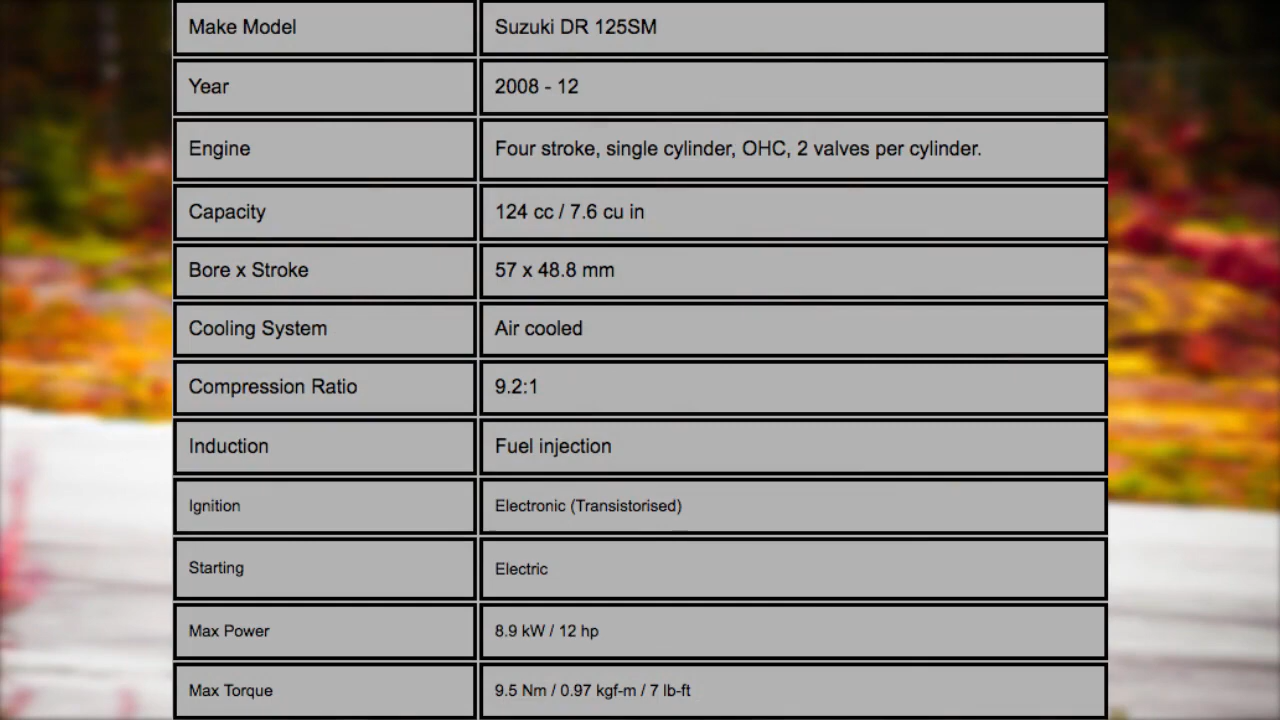 Make Model Suzuki DR 125SM
Year 2008 - 12
Engine Four stroke, single cylinder, OHC, 2 valves per cylinder.
Capacity 124 cc / 7.6 cu in
Bore x Stroke 57 x 48.8 mm
Cooling System Air cooled
Compression Ratio 9.2:1
Induction Fuel injection
Ignition Electronic (Transistorised)
Starting Electric
Max Power 8.9 kW / 12 hp
Max Torque 9.5 Nm / 0.97 kgf-m / 7 lb-ft